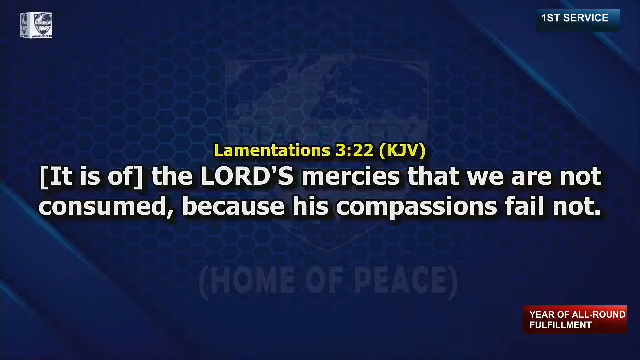 1ST SERVICE
Lamentations 3:22 (KJV)
[It is of] the LORD'S mercies that we are not
consumed, because his compassions fail not.
(HOME OF PEACE)
YEAR OF ALL-ROUND
FULFILLMENT